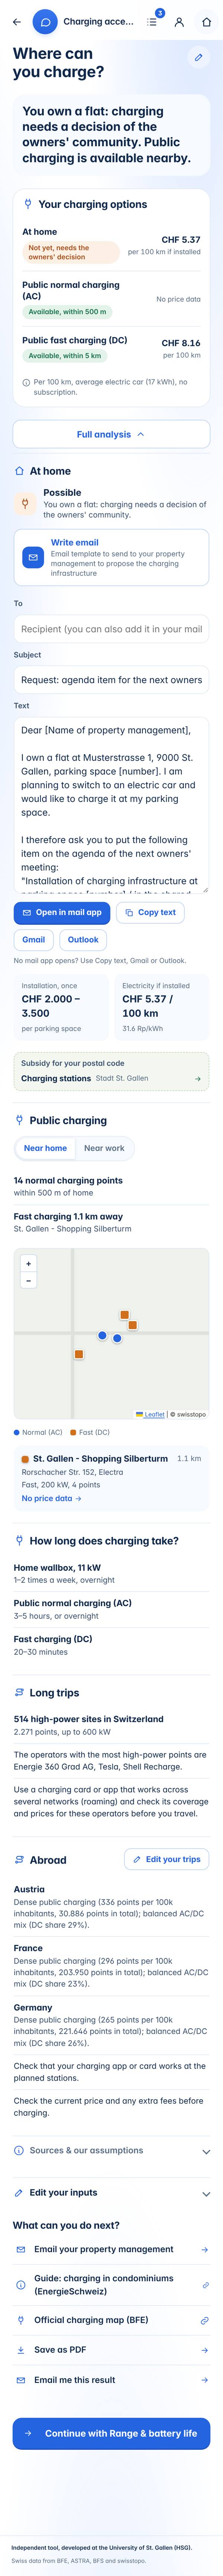 Charging acce...
3
Where can
you charge?
You own a flat: charging
needs a decision of the
owners' community. Public
charging is available nearby.
Your charging options
At home
Not yet, needs the
owners' decision
CHF 5.37
per 100 km if installed
Public normal charging
(AC)
Available, within 500 m
No price data
Public fast charging (DC)
Available, within 5 km
CHF 8.16
per 100 km
Per 100 km, average electric car (17 kWh), no
subscription.
Full analysis
At home
Possible
You own a flat: charging needs a decision of
the owners' community.
Write email
Email template to send to your property
management to propose the charging
infrastructure
To
Recipient (you can also add it in your mail
Subject
Request: agenda item for the next owners
Text
Dear [Name of property management],
I own a flat at Musterstrasse 1, 9000 St.
Gallen, parking space [number]. I am
planning to switch to an electric car and
would like to charge it at my parking
space.
I therefore ask you to put the following
item on the agenda of the next owners'
meeting:
"Installation of charging infrastructure at
Open in mail app
Copy text
Gmail
Outlook
No mail app opens? Use Copy text, Gmail or Outlook.
Installation, once
CHF 2.000 –
3.500
per parking space
Electricity if installed
CHF 5.37 /
100 km
31.6 Rp/kWh
Subsidy for your postal code
Charging stations Stadt St. Gallen
Public charging
Near home
Near work
14 normal charging points
within 500 m of home
Fast charging 1.1 km away
St. Gallen - Shopping Silberturm
+
−
Leaflet | © swisstopo
Normal (AC)
Fast (DC)
St. Gallen - Shopping Silberturm
1.1 km
Rorschacher Str. 152, Electra
Fast, 200 kW, 4 points
No price data →
How long does charging take?
Home wallbox, 11 kW
1–2 times a week, overnight
Public normal charging (AC)
3–5 hours, or overnight
Fast charging (DC)
20–30 minutes
Long trips
514 high-power sites in Switzerland
2.271 points, up to 600 kW
The operators with the most high-power points are
Energie 360 Grad AG, Tesla, Shell Recharge.
Use a charging card or app that works across
several networks (roaming) and check its coverage
and prices for these operators before you travel.
Abroad
Edit your trips
Austria
Dense public charging (336 points per 100k
inhabitants, 30.886 points in total); balanced AC/DC
mix (DC share 29%).
France
Dense public charging (296 points per 100k
inhabitants, 203.950 points in total); balanced AC/DC
mix (DC share 23%).
Germany
Dense public charging (265 points per 100k
inhabitants, 221.646 points in total); balanced AC/DC
mix (DC share 26%).
Check that your charging app or card works at the
planned stations.
Check the current price and any extra fees before
charging.
Sources & our assumptions
Edit your inputs
What can you do next?
Email your property management
Guide: charging in condominiums
(EnergieSchweiz)
Official charging map (BFE)
Save as PDF
Email me this result
Continue with Range & battery life
Independent tool, developed at the University of St. Gallen (HSG).
Swiss data from BFE, ASTRA, BFS and swisstopo.